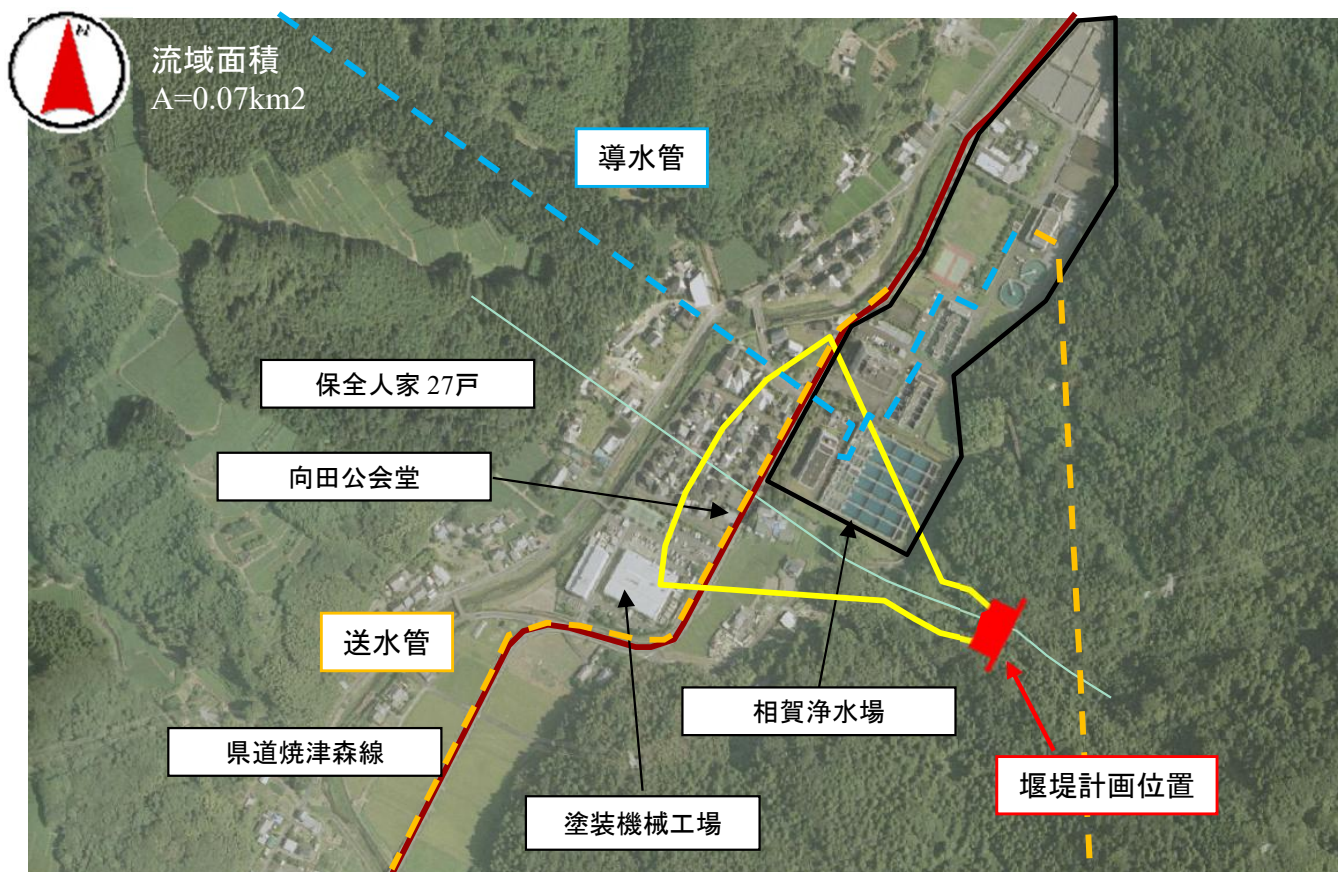 N
流域面積
A=0.07km2
導水管
保全人家 27戸
向田公会堂
送水管
相賀浄水場
県道焼津森線
堰堤計画位置
塗装機械工場